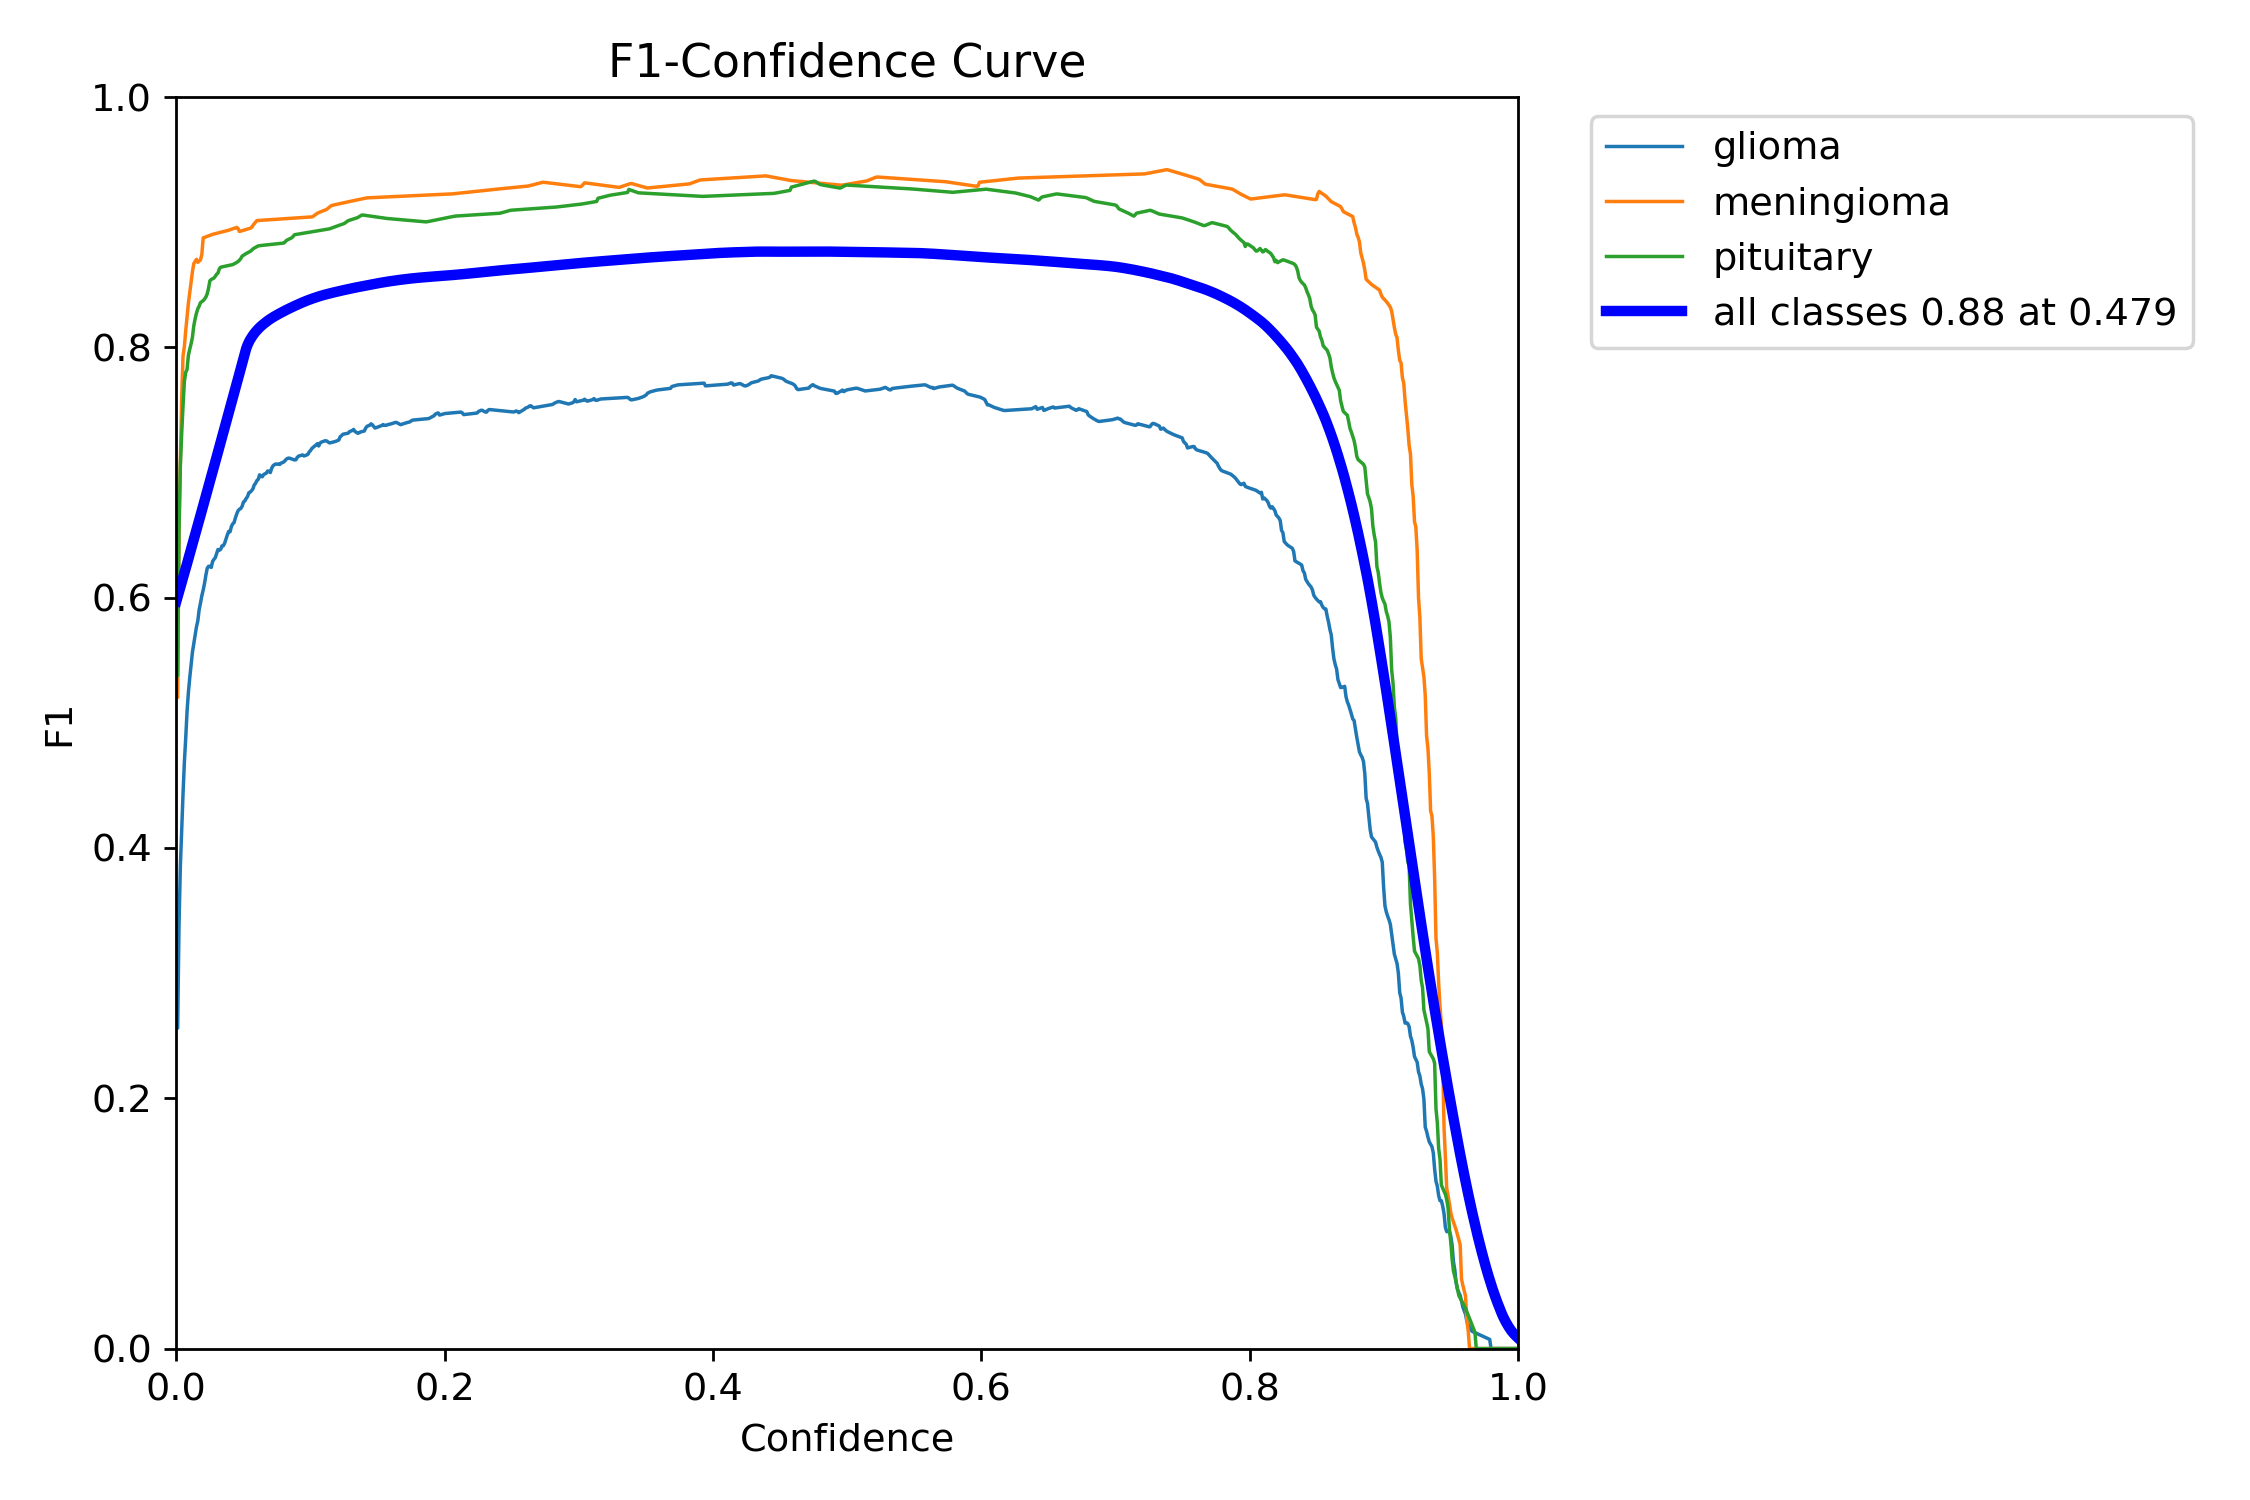 F1-Confidence Curve
1.0
0.8
0.6
0.4
0.2
0.0
F1
0.0 0.2 0.4 0.6 0.8 1.0
Confidence
glioma
meningioma
pituitary
all classes 0.88 at 0.479